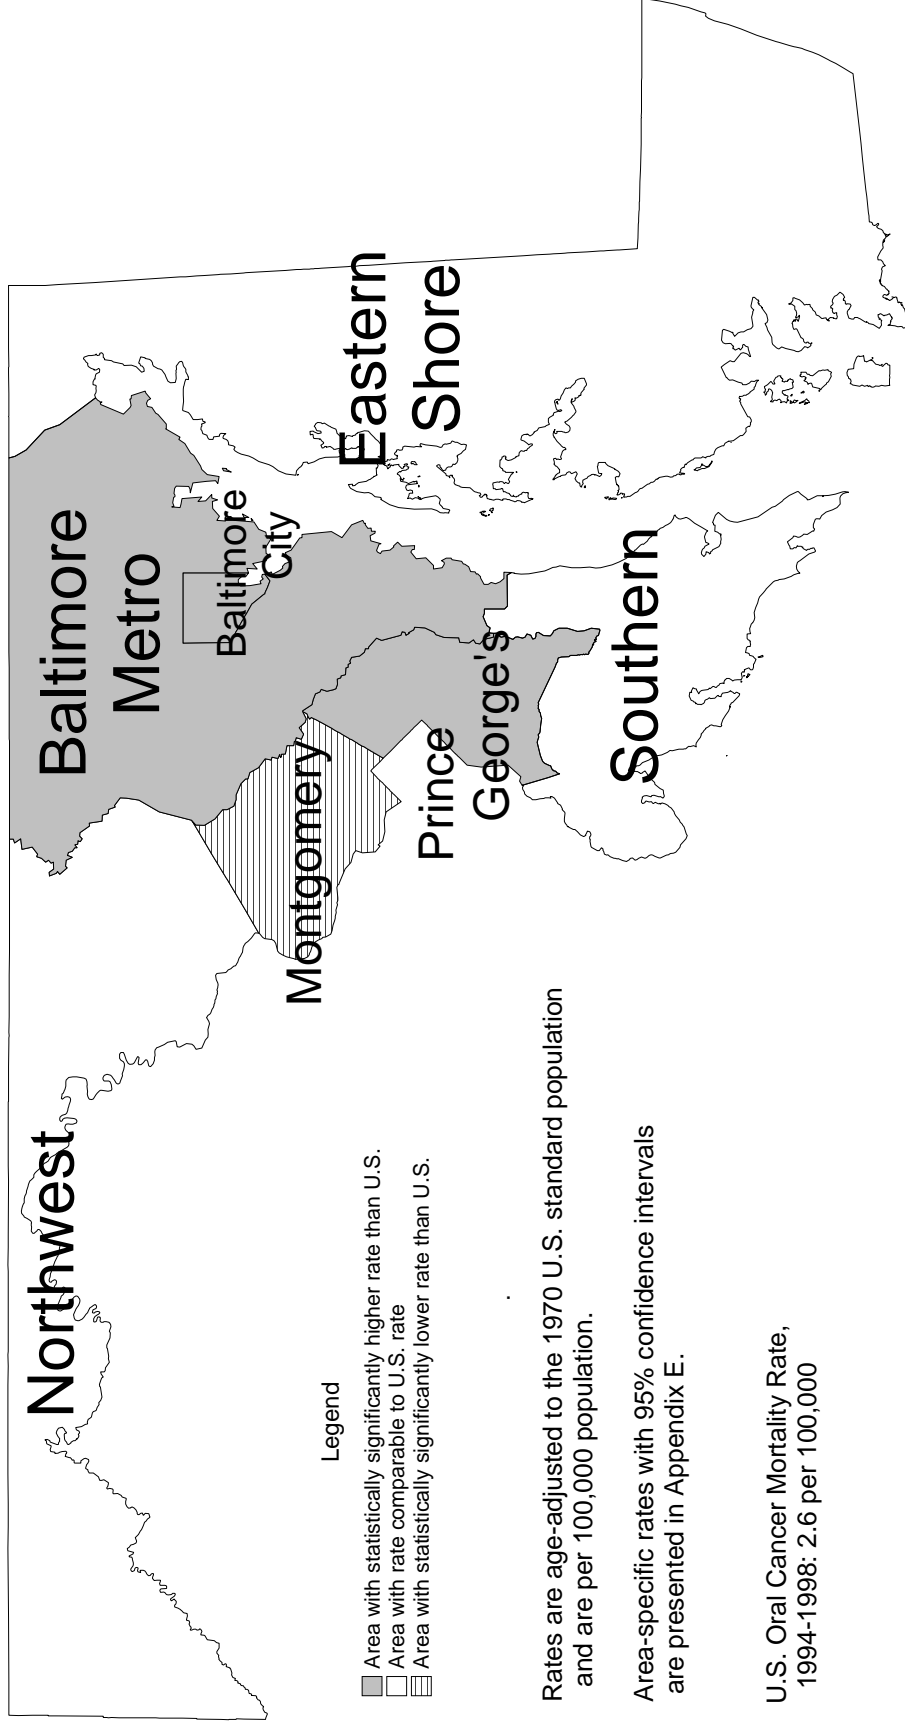 Northwest
Baltimore
Metro
Baltimore
City
Montgomery
Eastern
Shore
Prince
George's
Southern
Legend
Area with statistically significantly higher rate than U.S.
Area with rate comparable to U.S. rate
Area with statistically significantly lower rate than U.S.
Rates are age-adjusted to the 1970 U.S. standard population
and are per 100,000 population.
Area-specific rates with 95% confidence intervals
are presented in Appendix E.
U.S. Oral Cancer Mortality Rate,
1994-1998: 2.6 per 100,000